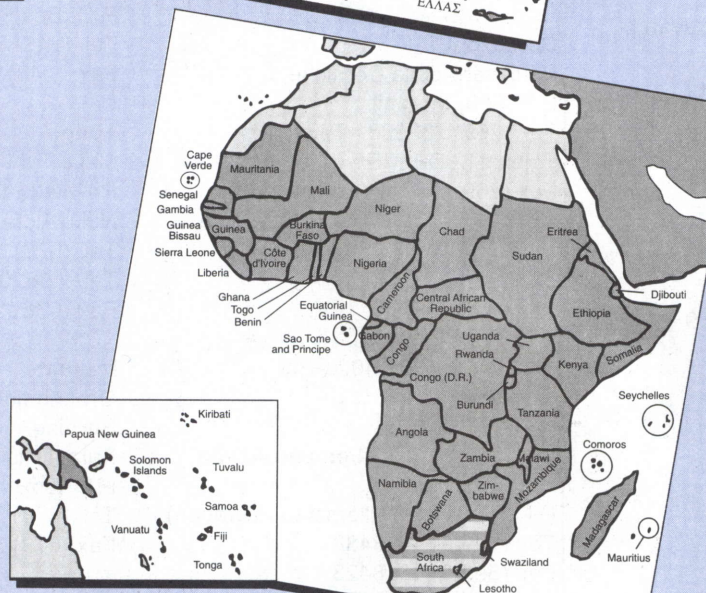 ΕΛΛΑΣ
Cape
Verde
Mauritania
Mali
Niger
Chad
Sudan
Eritrea
Djibouti
Senegal
Gambia
Guinea
Bissau
Guinea
Burkina
Faso
Sierra Leone
Côte
d'Ivoire
Liberia
Nigeria
Ghana
Togo
Benin
Cameroon
Central African
Republic
Ethiopia
Somalia
Equatorial
Guinea
Sao Tome
and Principe
Gabon
Congo
Congo (D.R.)
Uganda
Rwanda
Burundi
Kenya
Tanzania
Seychelles
Comoros
Angola
Zambia
Malawi
Mozambique
Namibia
Botswana
Zim-
babwe
Madagascar
Mauritius
South
Africa
Swaziland
Lesotho
Kiribati
Papua New Guinea
Solomon
Islands
Tuvalu
Samoa
Vanuatu
Fiji
Tonga